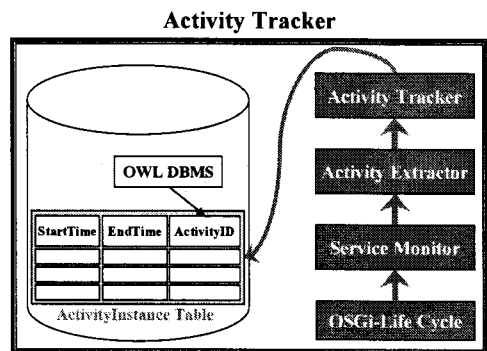 Activity Tracker
Activity Tracker
Activity Extractor
Service Monitor
OSGi-Life Cycle
OWL DBMS
StartTime EndTime ActivityID
ActivityInstance Table